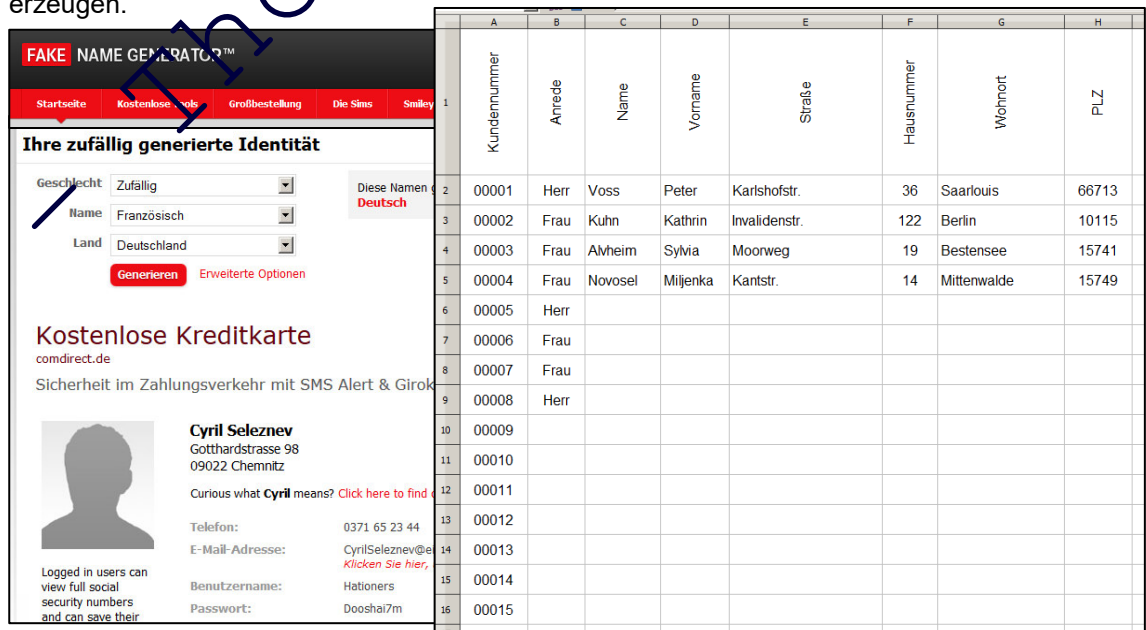 erzeugen.
FAKE NAME GENERATOR™
Startseite Kostenlose Tools Großbestellung Die Sims Smiley
Ihre zufällig generierte Identität
Geschlecht Zufällig
Name Französisch
Land Deutschland
Generieren Erweiterte Optionen
Diese Namen
Deutsch
Kostenlose Kreditkarte
comdirect.de
Sicherheit im Zahlungsverkehr mit SMS Alert & Girok
Cyril Seleznev
Gotthardstrasse 98
09022 Chemnitz
Curious what Cyril means? Click here to find
Telefon: 0371 65 23 44
E-Mail-Adresse: CyrilSeleznev@e
Klicken Sie hier,
Benutzername: Hationers
Passwort: Dooshai7m
Logged in users can
view full social
security numbers
and can save their
A B C D E F G H
1 Kundennummer Anrede Name Vorname Straße Hausnummer Wohnort PLZ
2 00001 Herr Voss Peter Karlshofstr. 36 Saarlouis 66713
3 00002 Frau Kuhn Kathrin Invalidenstr. 122 Berlin 10115
4 00003 Frau Alvheim Sylvia Moorweg 19 Bestensee 15741
5 00004 Frau Novosel Miljenka Kantstr. 14 Mittenwalde 15749
6 00005 Herr
7 00006 Frau
8 00007 Frau
9 00008 Herr
10 00009
11 00010
12 00011
13 00012
14 00013
15 00014
16 00015